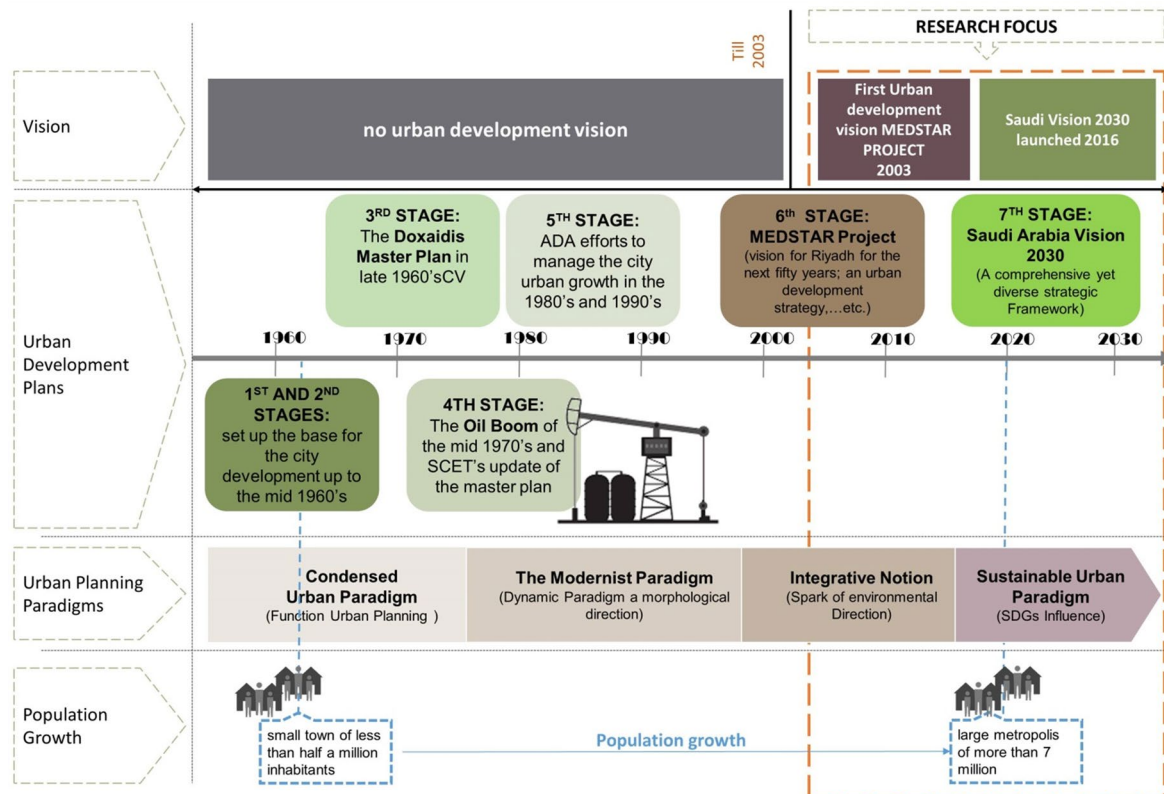 RESEARCH FOCUS
Till
2003
Vision
no urban development vision
First Urban
development
vision MEDSTAR
PROJECT
2003
Saudi Vision 2030
launched 2016
Urban
Development
Plans
3RD STAGE:
The Doxaidis
Master Plan in
late 1960'sCV
5TH STAGE:
ADA efforts to
manage the city
urban growth in the
1980's and 1990's
6th STAGE:
MEDSTAR Project
(vision for Riyadh for the
next fifty years; an urban
development
strategy,...etc.)
7TH STAGE:
Saudi Arabia Vision
2030
(A comprehensive yet
diverse strategic
Framework)
1960 1970 1980 1990 2000 2010 2020 2030
1ST AND 2ND
STAGES:
set up the base for
the city
development up to
the mid 1960's
4TH STAGE:
The Oil Boom of
the mid 1970's and
SCET's update of
the master plan
Urban Planning
Paradigms
Condensed
Urban Paradigm
(Function Urban Planning )
The Modernist Paradigm
(Dynamic Paradigm a morphological
direction)
Integrative Notion
(Spark of environmental
Direction)
Sustainable Urban
Paradigm
(SDGs Influence)
Population
Growth
small town of less
than half a million
inhabitants
Population growth
large metropolis
of more than 7
million